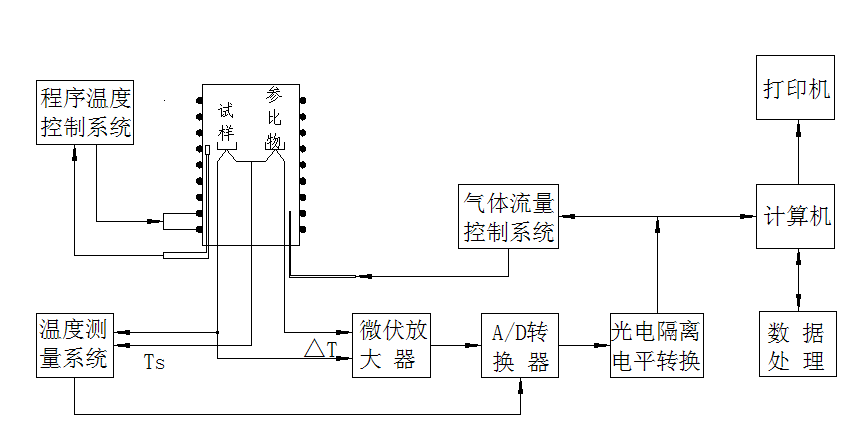 打印机
程序温度
控制系统
试样
参比物
气体流量
控制系统
计算机
温度测
量系统
Ts
△T
微伏放
大 器
A/D转
换 器
光电隔离
电平转换
数 据
处 理